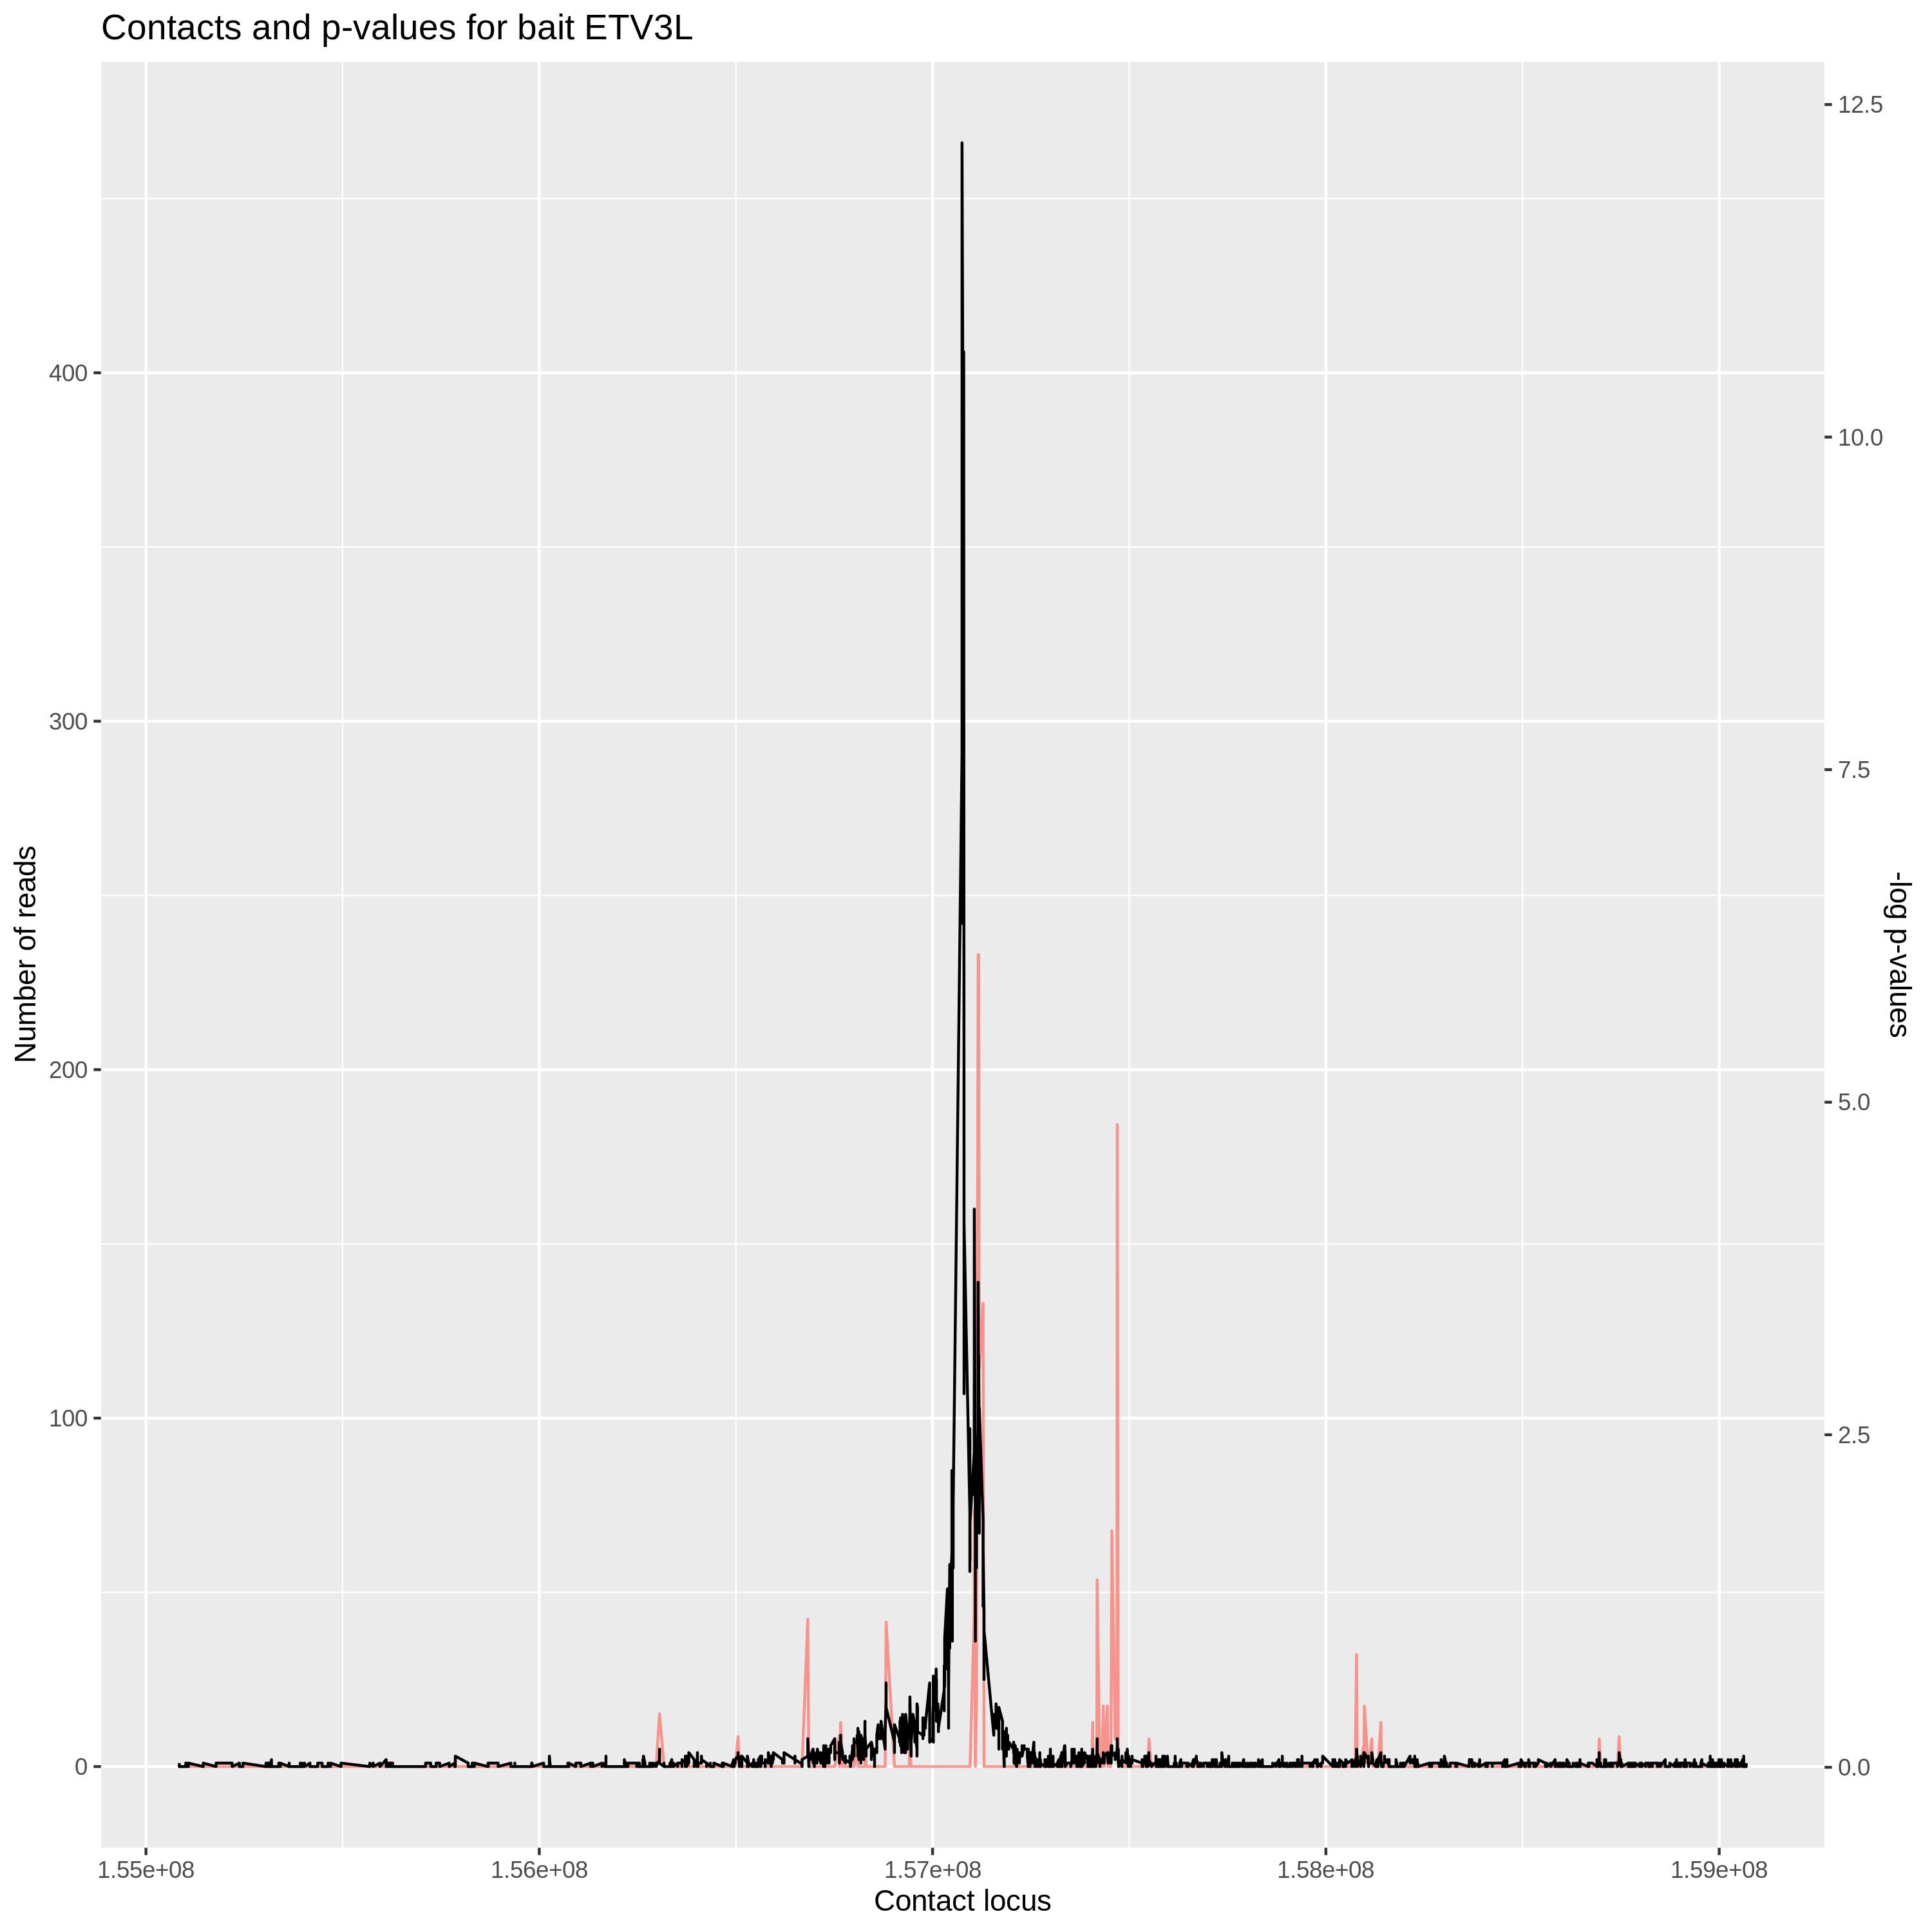 Contacts and p-values for bait ETV3L
12.5
400
10.0
300
7.5
Number of reads
-log p-values
200
5.0
100
2.5
0
0.0
1.55e+08
1.56e+08
1.57e+08
1.58e+08
1.59e+08
Contact locus